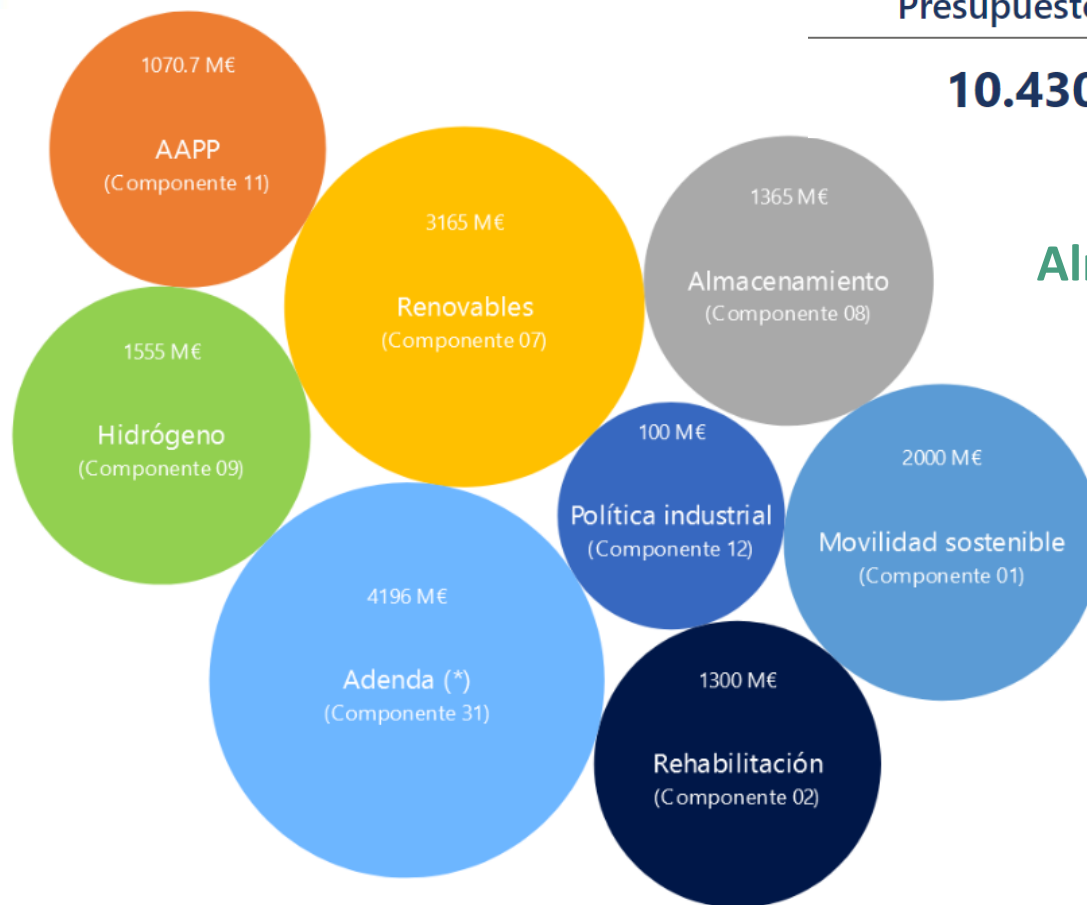 Presupuesto
10.430
1070.7 M€
AAPP
(Componente 11)
3165 M€
Renovables
(Componente 07)
1365 M€
Almacenamiento
(Componente 08)
1555 M€
Hidrógeno
(Componente 09)
100 M€
Política industrial
(Componente 12)
2000 M€
Movilidad sostenible
(Componente 01)
4196 M€
Adenda (*)
(Componente 31)
1300 M€
Rehabilitación
(Componente 02)